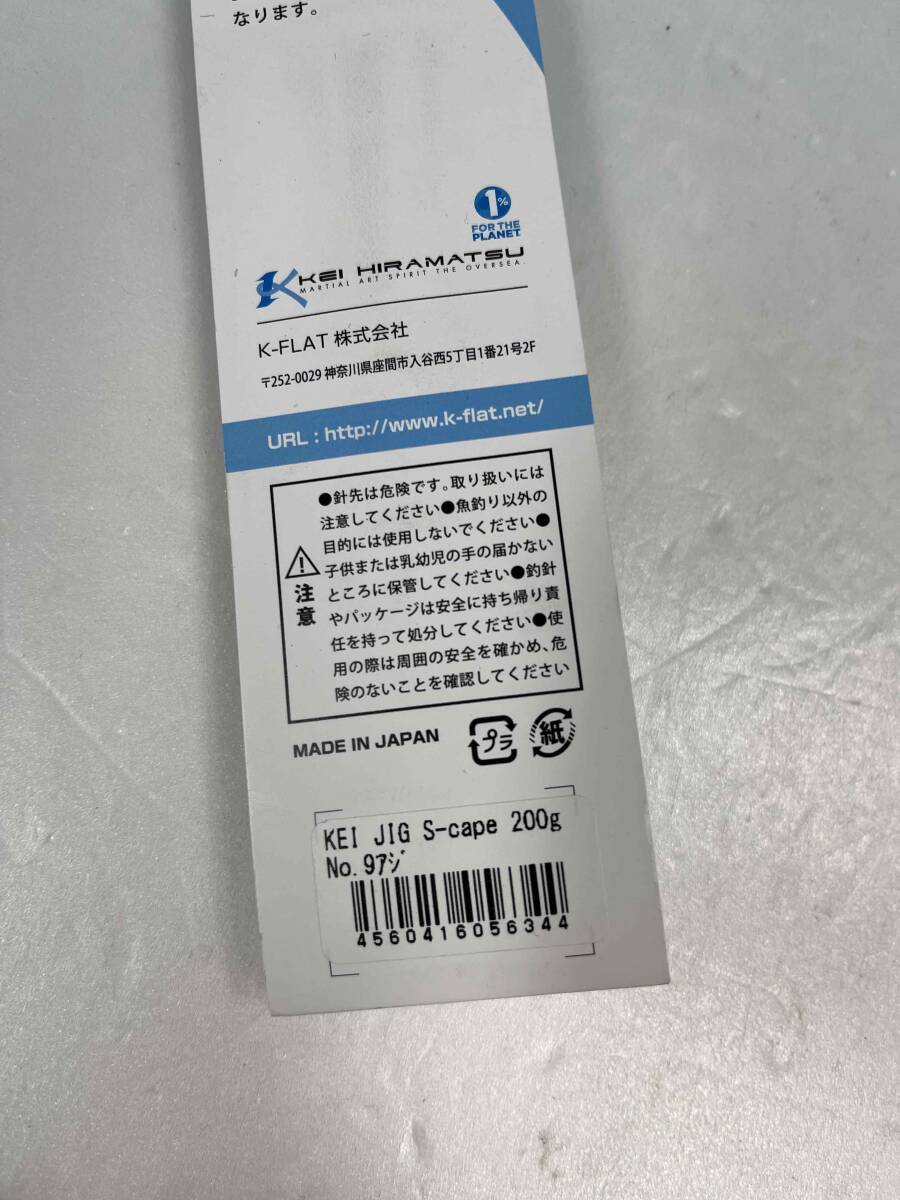 なります。
1%
FOR THE
PLANET
KEI HIRAMATSU
MARTIAL ART SPIRIT THE OVERSEA.
K-FLAT 株式会社
〒252-0029 神奈川県座間市入谷西5丁目1番21号2F
URL : http://www.k-flat.net/
注意
●針先は危険です。取り扱いには
注意してください●魚釣り以外の
目的には使用しないでください●
子供または乳幼児の手の届かない
ところに保管してください●釣針
やパッケージは安全に持ち帰り責
任を持って処分してください●使
用の際は周囲の安全を確かめ、危
険のないことを確認してください
MADE IN JAPAN
プラ
紙
KEI JIG S-cape 200g
No.9ｱｼﾞ
4560416056344